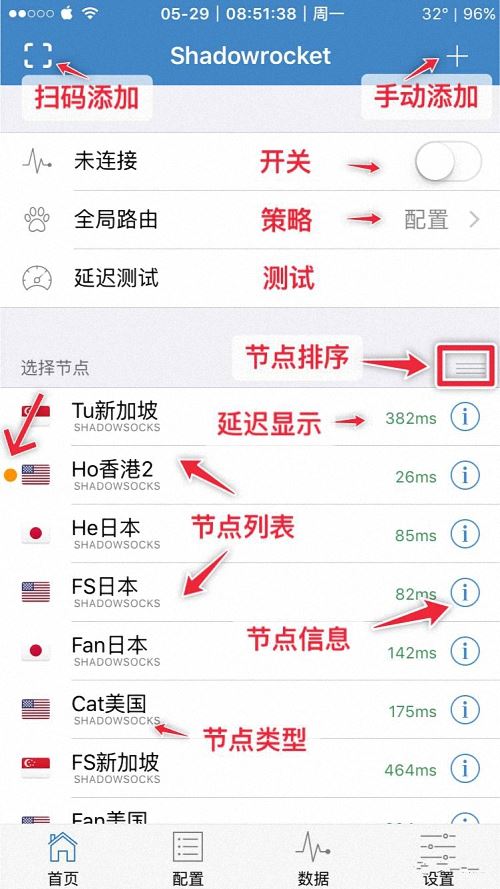 05-29 | 08:51:38 | 周一
32° | 96%
Shadowrocket
扫码添加
手动添加
未连接
开关
全局路由
策略
配置
延迟测试
测试
选择节点
节点排序
Tu新加坡
SHADOWSOCKS
延迟显示
382ms
Ho香港2
SHADOWSOCKS
26ms
节点列表
He日本
SHADOWSOCKS
85ms
FS日本
SHADOWSOCKS
82ms
节点信息
Fan日本
SHADOWSOCKS
142ms
Cat美国
SHADOWSOCKS
175ms
节点类型
FS新加坡
SHADOWSOCKS
464ms
Fan美国
首页
配置
数据
设置